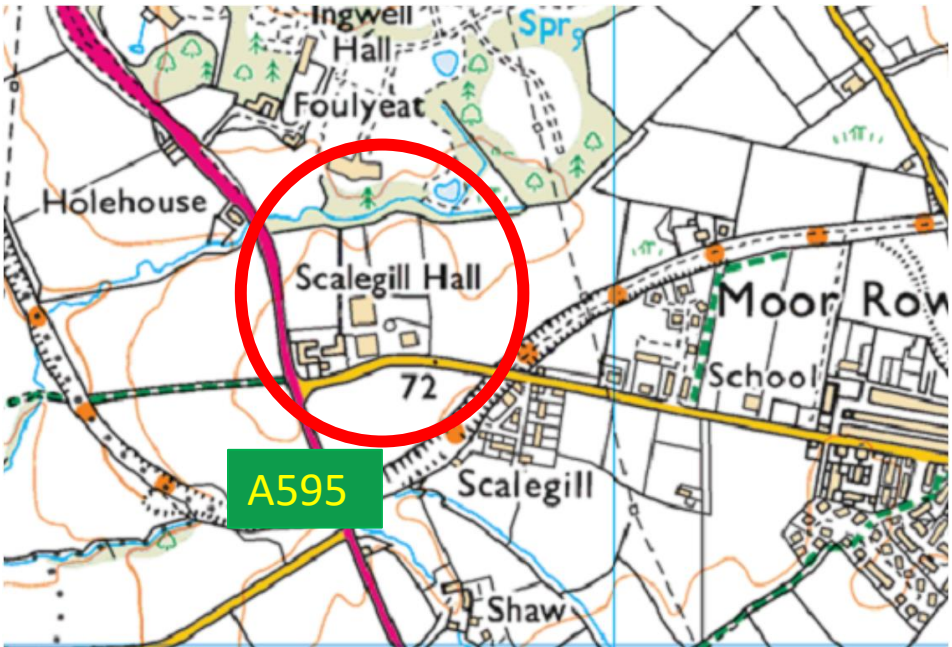 Ingwell
Hall
Spr
Foulyeat
Holehouse
Scalegill Hall
Moor Row
72
School
A595
Scalegill
Shaw